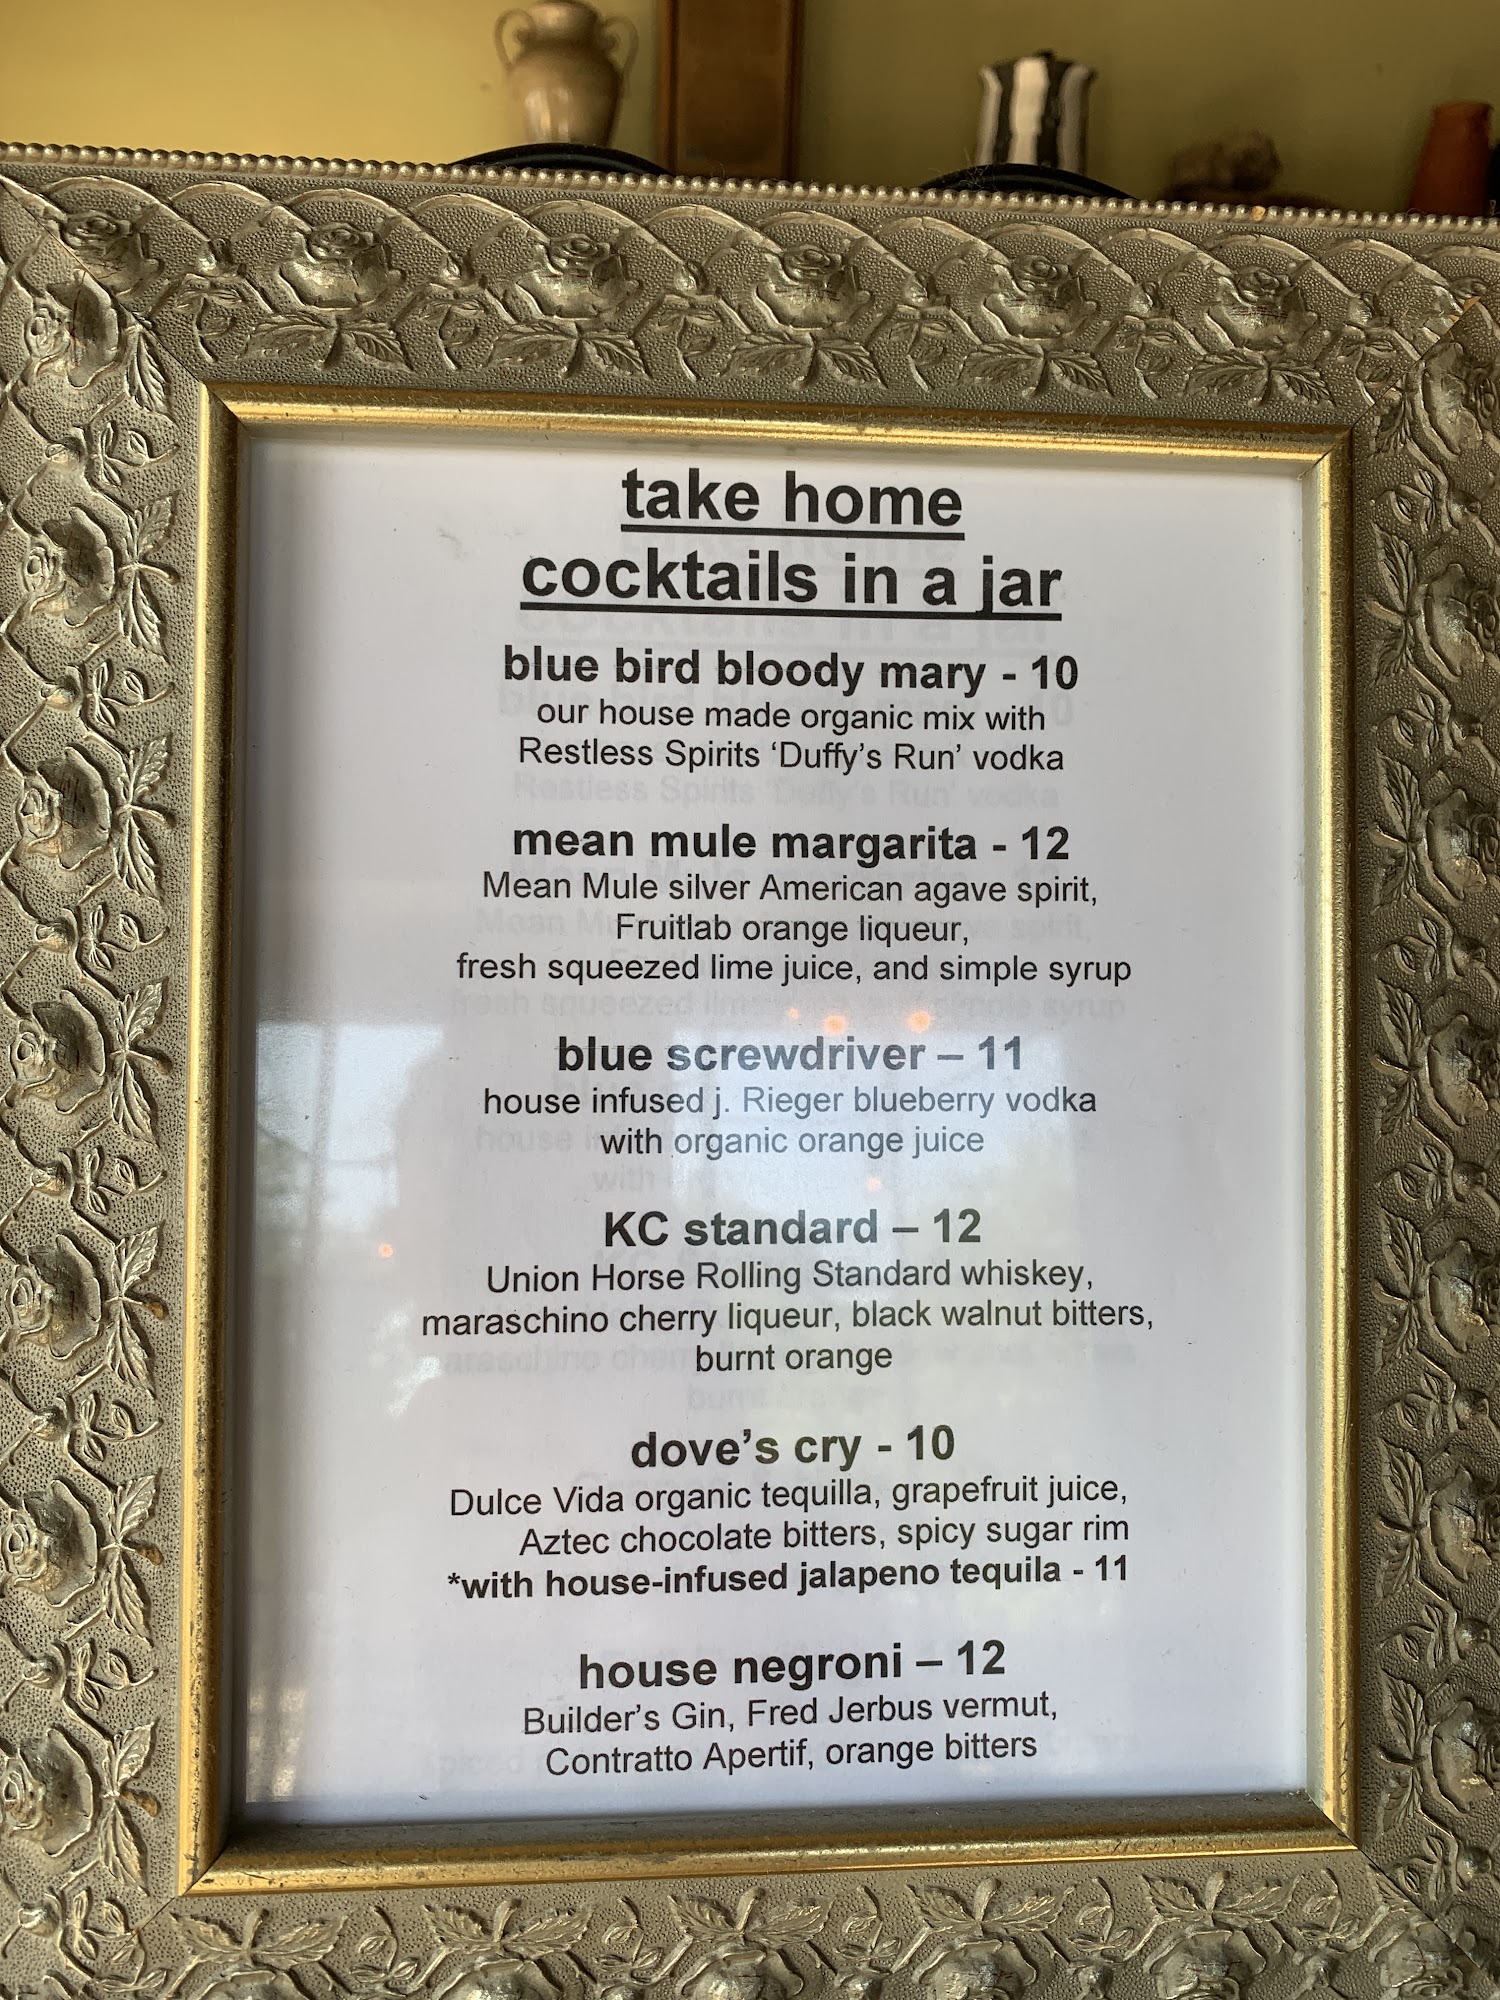 take home
cocktails in a jar
blue bird bloody mary - 10
our house made organic mix with
Restless Spirits ‘Duffy’s Run’ vodka
mean mule margarita - 12
Mean Mule silver American agave spirit,
Fruitlab orange liqueur,
fresh squeezed lime juice, and simple syrup
blue screwdriver – 11
house infused j. Rieger blueberry vodka
with organic orange juice
KC standard – 12
Union Horse Rolling Standard whiskey,
maraschino cherry liqueur, black walnut bitters,
burnt orange
dove’s cry - 10
Dulce Vida organic tequilla, grapefruit juice,
Aztec chocolate bitters, spicy sugar rim
*with house-infused jalapeno tequila - 11
house negroni – 12
Builder’s Gin, Fred Jerbus vermut,
Contratto Apertif, orange bitters